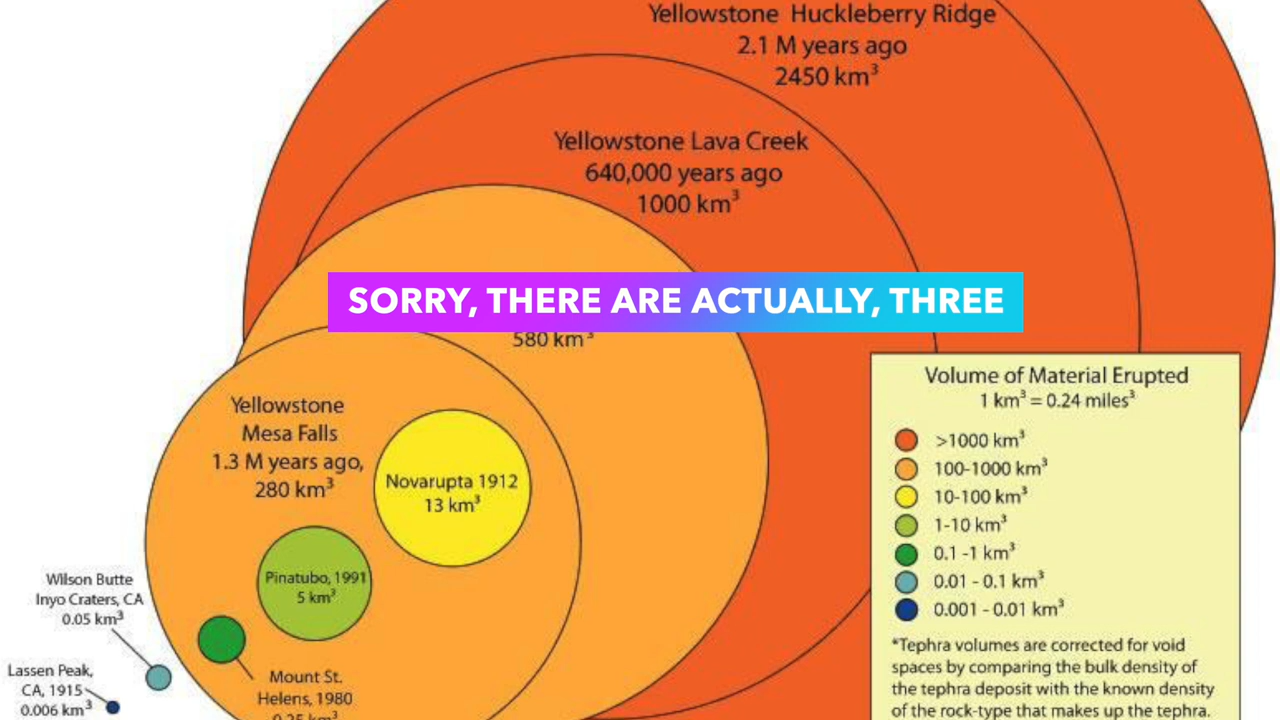 Yellowstone Huckleberry Ridge
2.1 M years ago
2450 km³
Yellowstone Lava Creek
640,000 years ago
1000 km³
SORRY, THERE ARE ACTUALLY, THREE
580 km³
Yellowstone
Mesa Falls
1.3 M years ago,
280 km³
Novarupta 1912
13 km³
Pinatubo, 1991
5 km³
Wilson Butte
Inyo Craters, CA
0.05 km³
Lassen Peak,
CA, 1915
0.006 km³
Mount St.
Helens, 1980
0.25 km³
Volume of Material Erupted
1 km³ = 0.24 miles³
>1000 km³
100-1000 km³
10-100 km³
1-10 km³
0.1 -1 km³
0.01 - 0.1 km³
0.001 - 0.01 km³
*Tephra volumes are corrected for void
spaces by comparing the bulk density of
the tephra deposit with the known density
of the rock-type that makes up the tephra.